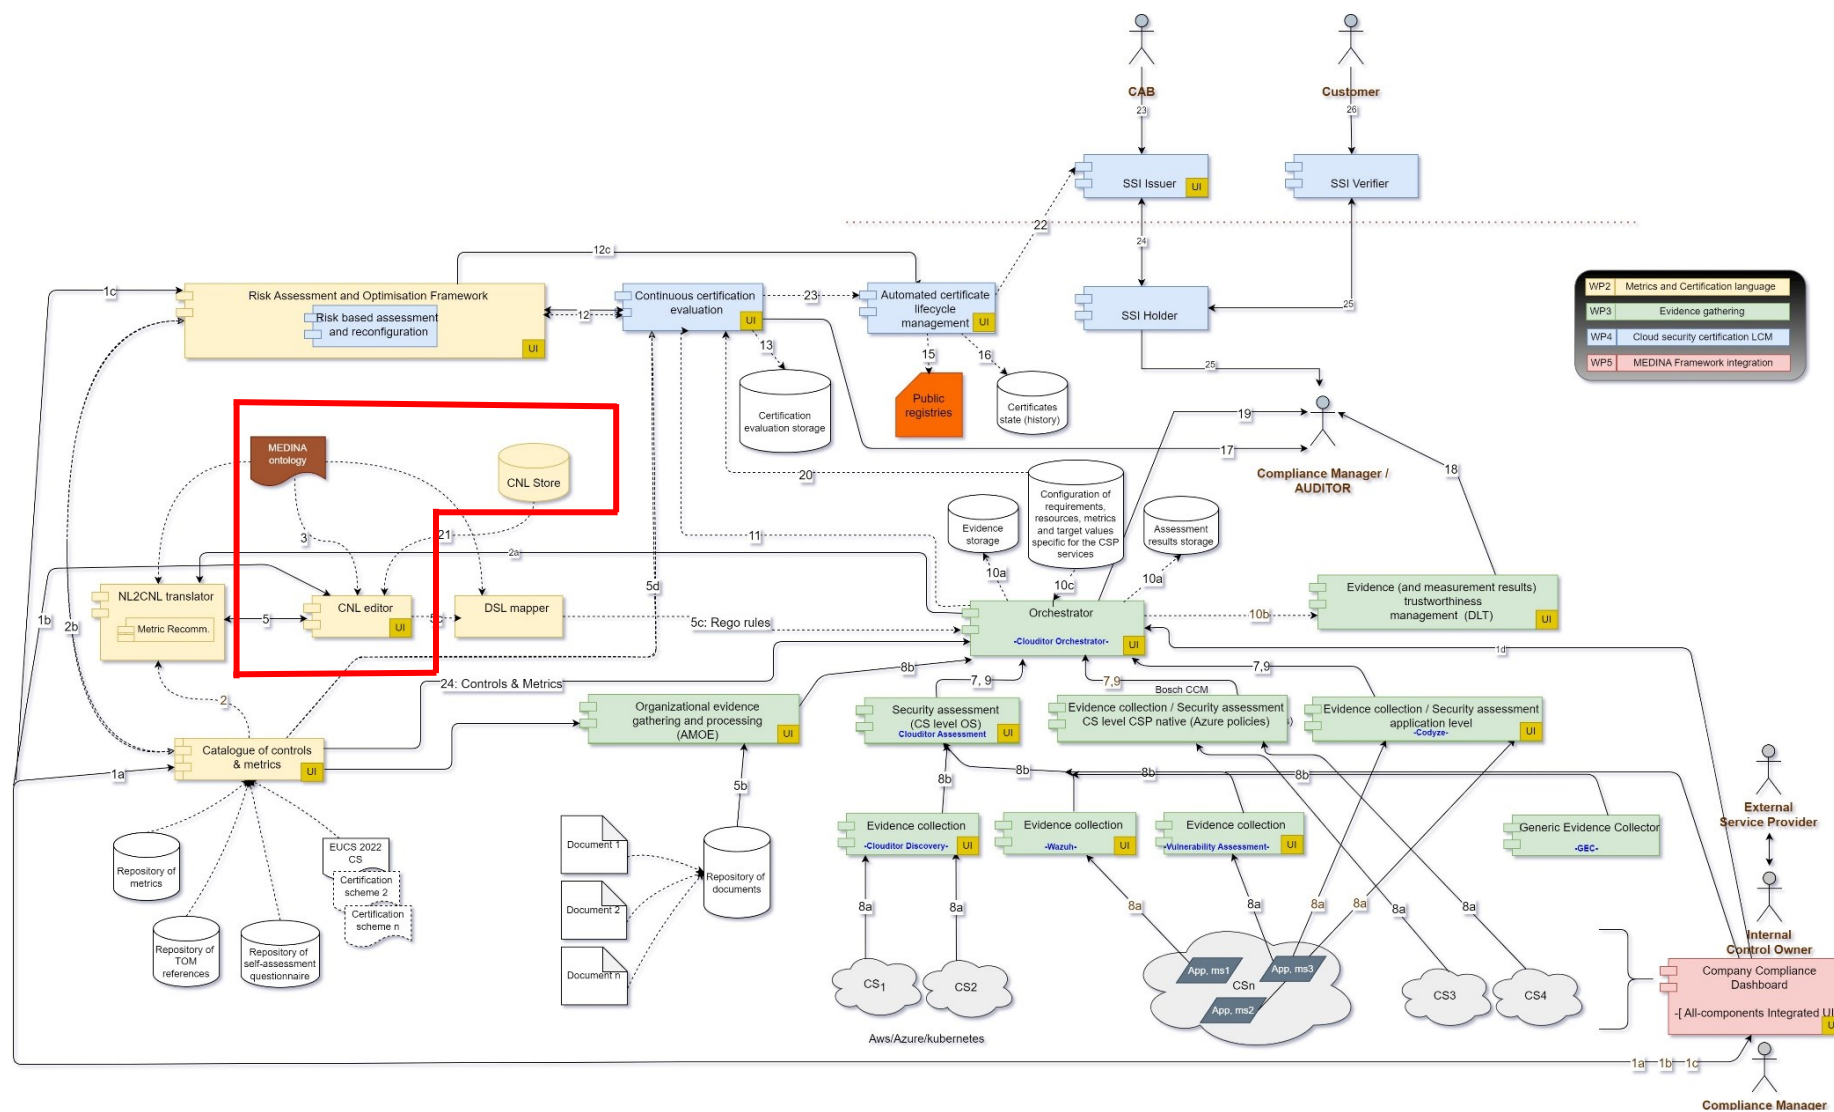 CAB
Customer
23
26
SSI Issuer
UI
SSI Verifier
22
24
12c
1c
Risk Assessment and Optimisation Framework
Risk based assessment
and reconfiguration
UI
12
Continuous certification
evaluation
UI
23
Automated certificate
lifecycle
management
UI
SSI Holder
25
25
WP2
Metrics and Certification language
WP3
Evidence gathering
WP4
Cloud security certification LCM
WP5
MEDINA Framework integration
13
15
16
Certification
evaluation storage
Public
registries
Certificates
state (history)
19
17
18
Compliance Manager /
AUDITOR
MEDINA
ontology
CNL Store
3
21
20
11
2a
5d
Evidence
storage
Configuration of
requirements,
resources, metrics
and target values
specific for the CSP
services
Assessment
results storage
10a
10c
10a
NL2CNL translator
Metric Recomm.
5
CNL editor
UI
5c
DSL mapper
5c: Rego rules
1b
2b
Orchestrator
-Clouditor Orchestrator-
UI
10b
Evidence (and measurement results)
trustworthiness
management (DLT)
UI
1d
2
24: Controls & Metrics
8b
7, 9
7,9
7,9
Organizational evidence
gathering and processing
(AMOE)
UI
Security assessment
(CS level OS)
Clouditor Assessment
UI
Bosch CCM
Evidence collection / Security assessment
CS level CSP native (Azure policies)
)
Evidence collection / Security assessment
application level
-Codyze-
UI
Catalogue of controls
& metrics
UI
1a
5b
8b
8b
8b
8b
Repository of
metrics
EUCS 2022
CS
Certification
scheme 2
Certification
scheme n
Repository of
TOM
references
Repository of
self-assessment
questionnaire
Document 1
Document 2
Document n
Repository of
documents
Evidence collection
-Clouditor Discovery-
UI
Evidence collection
-Wazuh-
UI
Evidence collection
-Vulnerability Assessment-
UI
Generic Evidence Collector
-GEC-
External
Service Provider
8a
8a
8a
8a
8a
8a
8a
8a
Internal
Control Owner
CS1
CS2
App, ms1
App, ms3
CSn
App, ms2
CS3
CS4
Company Compliance
Dashboard
-[ All-components Integrated UI
Aws/Azure/kubernetes
1a
1b
1c
Compliance Manager